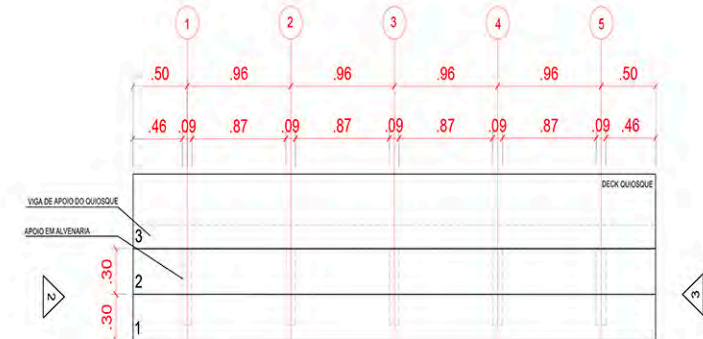 1 2 3 4 5
.50 .96 .96 .96 .96 .50
.46 .09 .87 .09 .87 .09 .87 .09 .87 .09 .46
DECK QUIOSQUE
VIGA DE APOIO DO QUIOSQUE
APOIO EM ALVENARIA
3
.30
2
2
3
.30
1